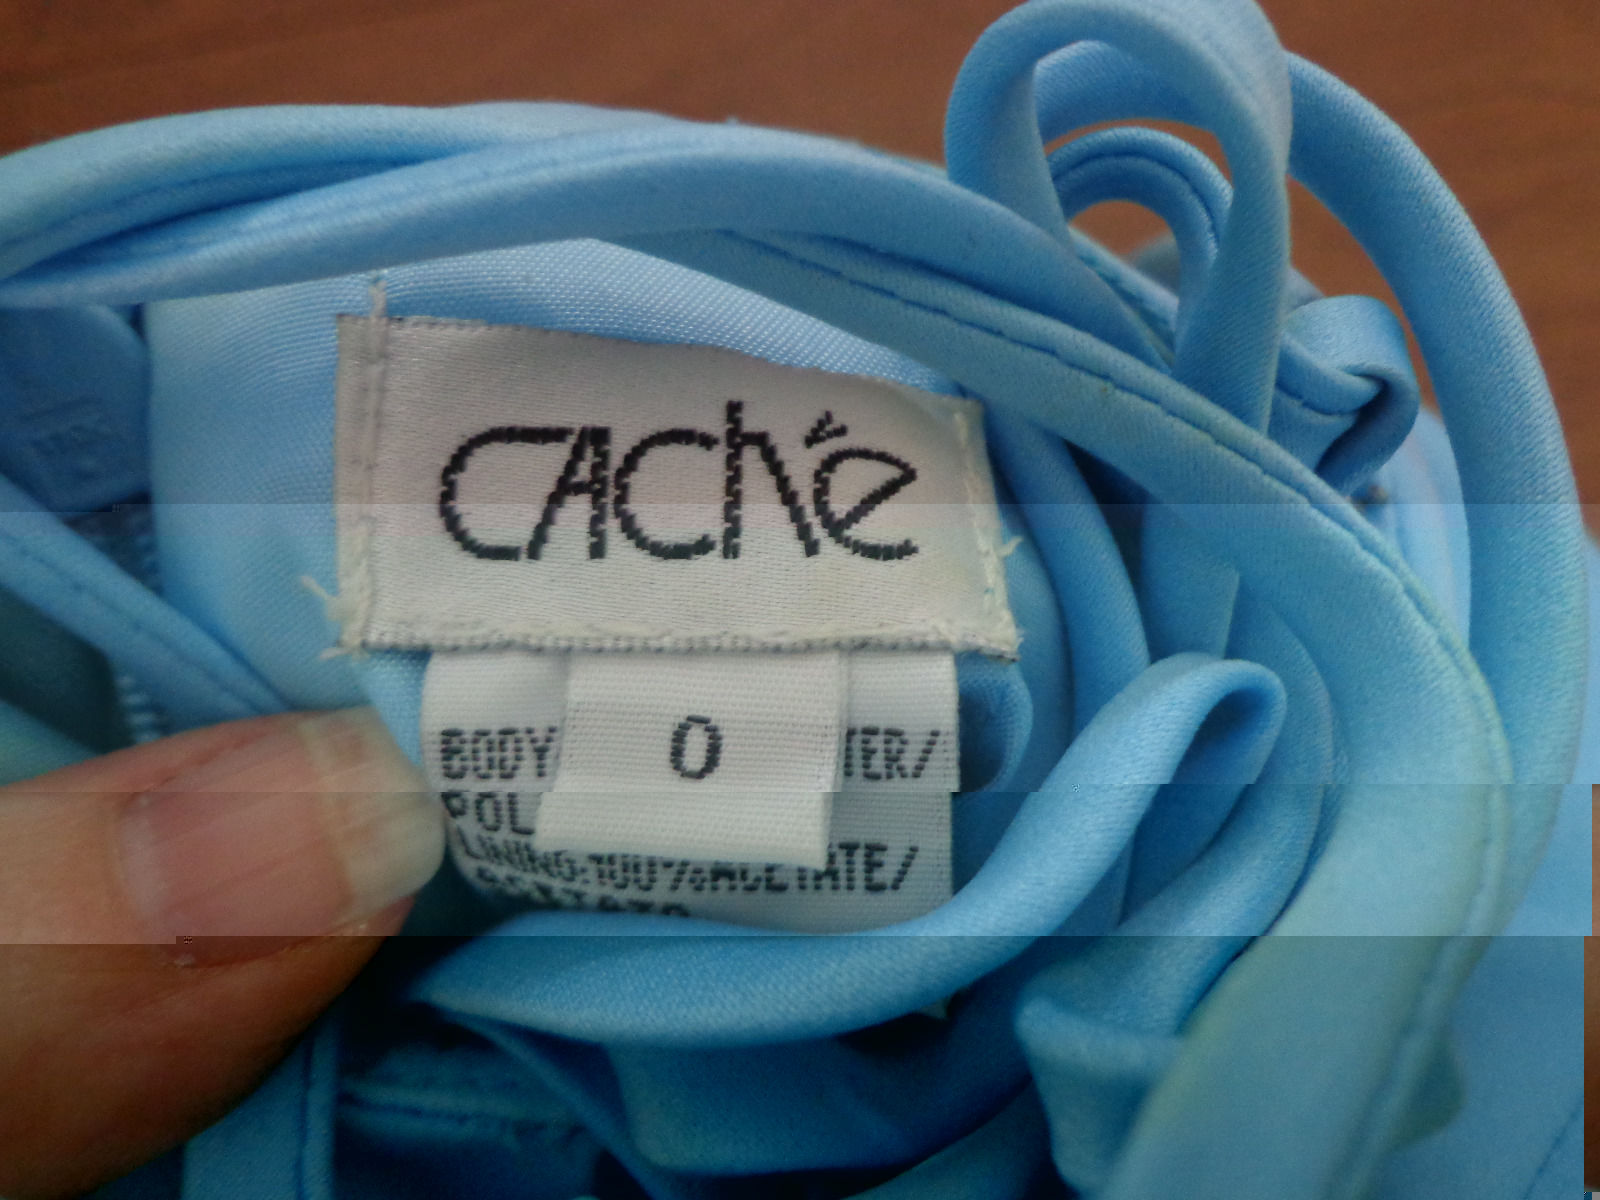 CAChé
0
BODY TER/
POL
LINING:100%ACETATE/